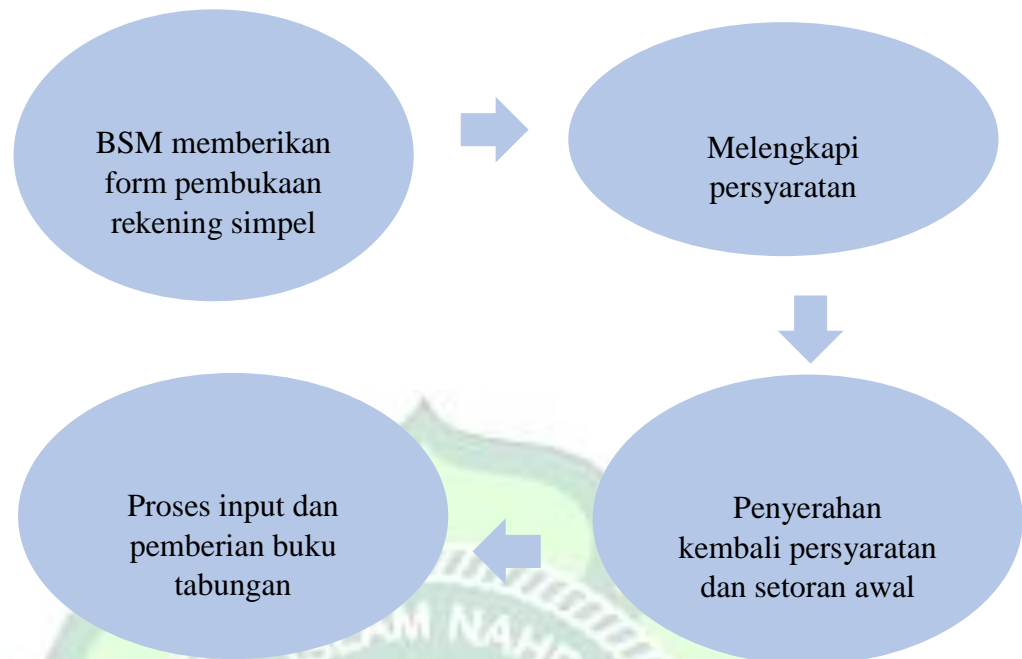 BSM memberikan
form pembukaan
rekening simpel
Melengkapi
persyaratan
Penyerahan
kembali persyaratan
dan setoran awal
Proses input dan
pemberian buku
tabungan